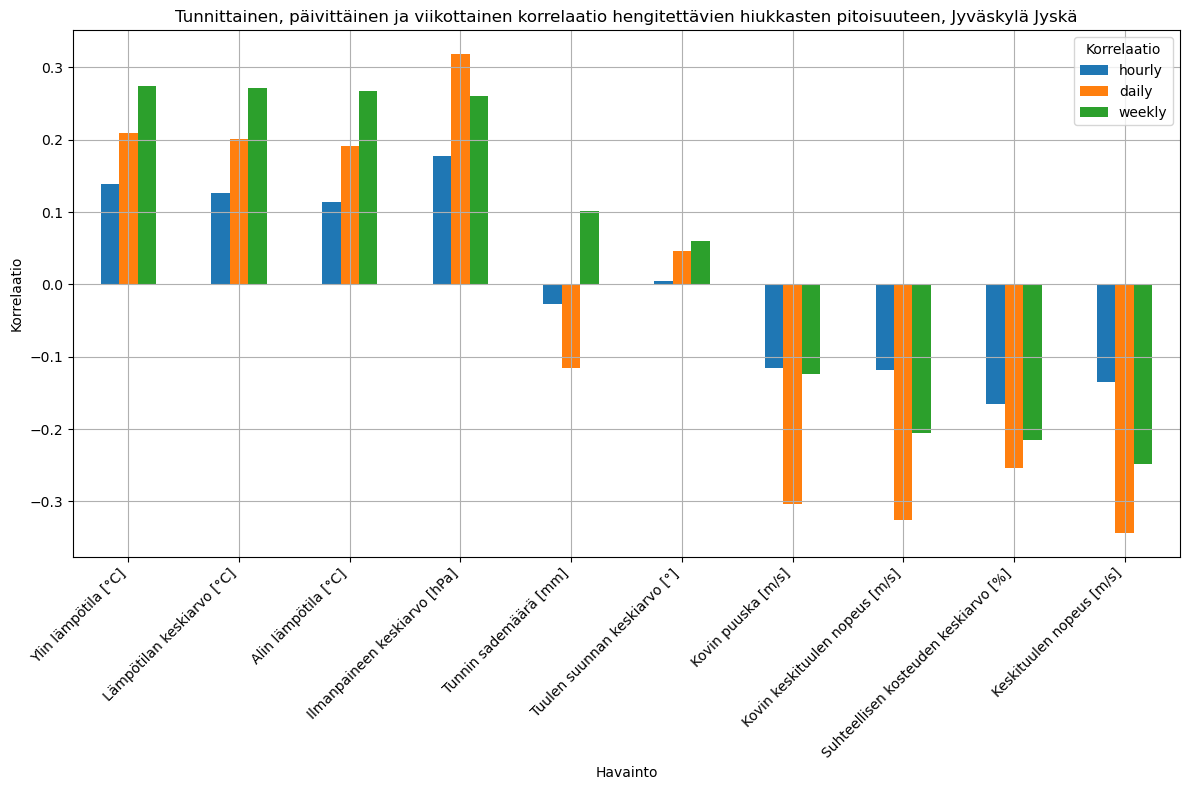 Tunnittainen, päivittäinen ja viikottainen korrelaatio hengitettävien hiukkasten pitoisuuteen, Jyväskylä Jyskä
Korrelaatio
hourly
daily
weekly
0.3
0.2
0.1
0.0
−0.1
−0.2
−0.3
Korrelaatio
Ylin lämpötila [°C]
Lämpötilan keskiarvo [°C]
Alin lämpötila [°C]
Ilmanpaineen keskiarvo [hPa]
Tunnin sademäärä [mm]
Tuulen suunnan keskiarvo [°]
Kovin puuska [m/s]
Kovin keskituulen nopeus [m/s]
Suhteellisen kosteuden keskiarvo [%]
Keskituulen nopeus [m/s]
Havainto